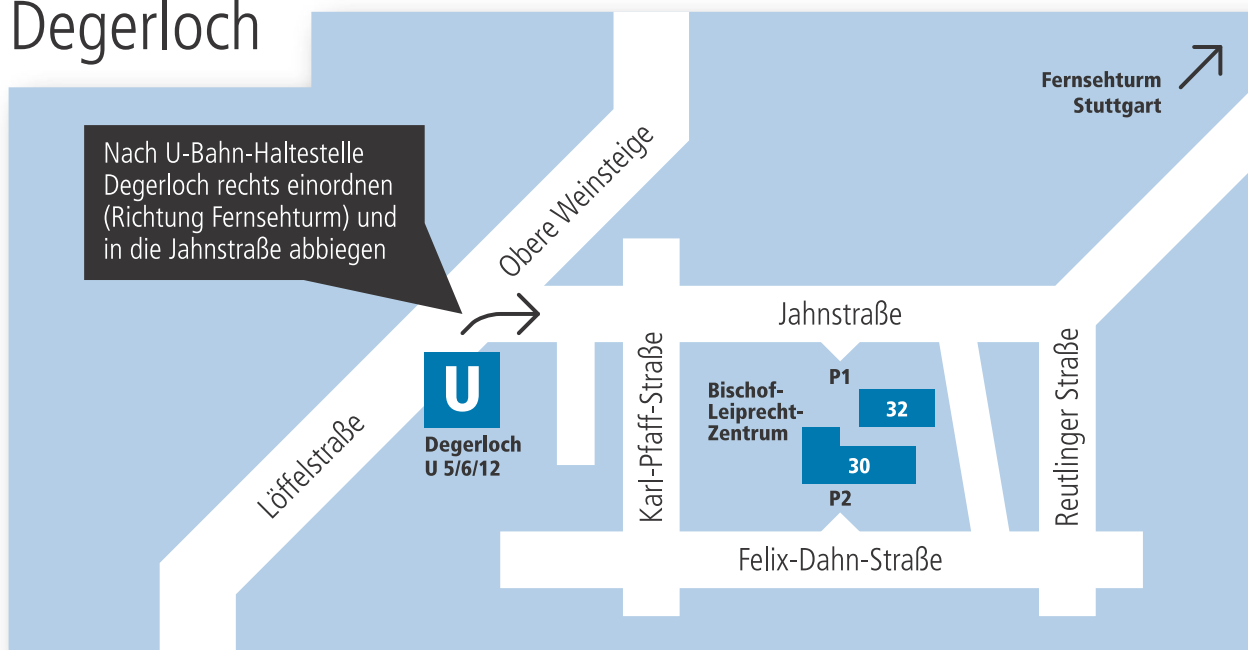 Degerloch
Fernsehturm
Stuttgart
Nach U-Bahn-Haltestelle
Degerloch rechts einordnen
(Richtung Fernsehturm) und
in die Jahnstraße abbiegen
Obere Weinsteige
Jahnstraße
U
Degerloch
U 5/6/12
Löffelstraße
Karl-Pfaff-Straße
Bischof-
Leiprecht-
Zentrum
P1
32
30
P2
Reutlinger Straße
Felix-Dahn-Straße